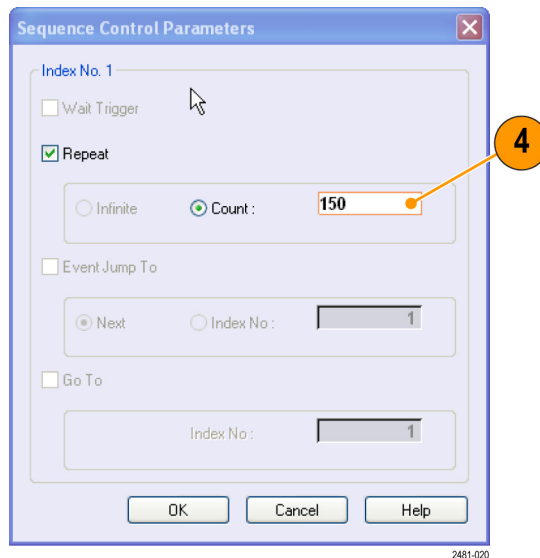 Sequence Control Parameters
Index No. 1
Wait Trigger
Repeat
4
Infinite Count : 150
Event Jump To
Next Index No : 1
Go To
Index No : 1
OK Cancel Help
2481-020